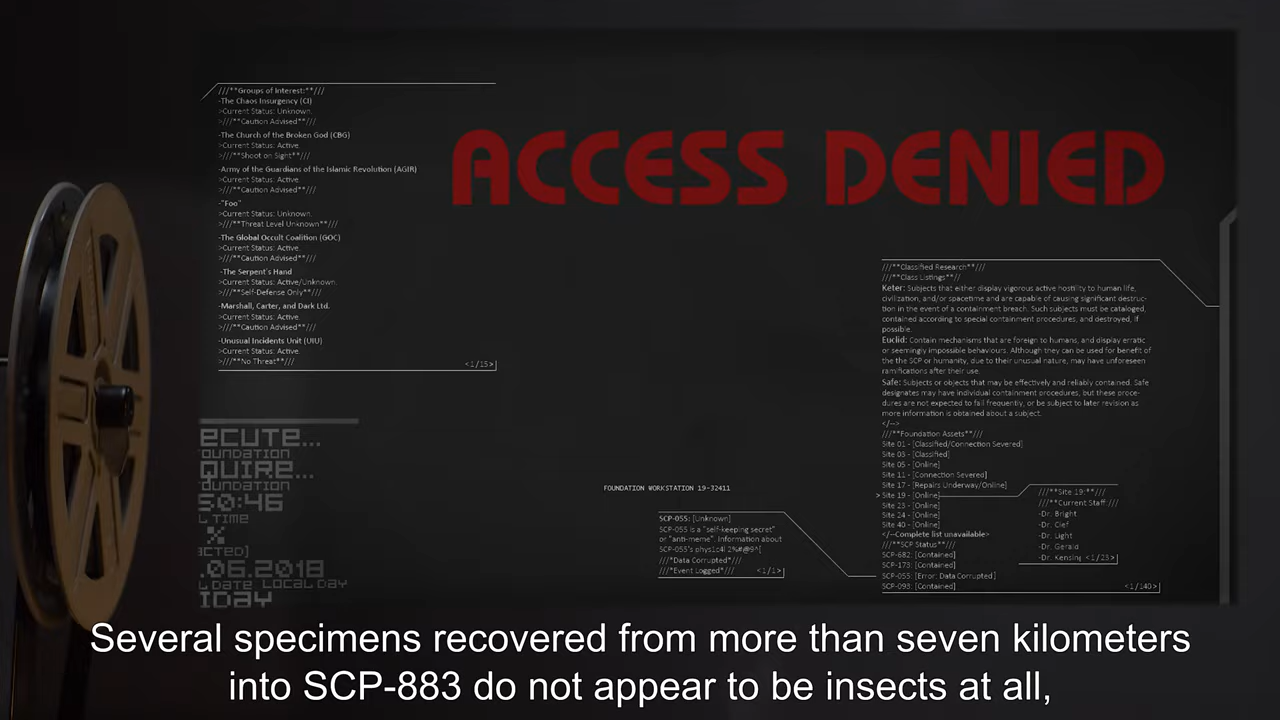 ///**Groups of Interest:**///
-The Chaos Insurgency (CI)
>Current Status: Unknown.
>///**Caution Advised**///
-The Church of the Broken God (CBG)
>Current Status: Active.
>///**Shoot on Sight**///
-Army of the Guardians of the Islamic Revolution (AGIR)
>Current Status: Active.
>///**Caution Advised**///
-"Foo"
>Current Status: Unknown.
>///**Threat Level Unknown**///
-The Global Occult Coalition (GOC)
>Current Status: Active.
>///**Caution Advised**///
-The Serpent's Hand
>Current Status: Active/Unknown.
>///**Self-Defense Only**///
-Marshall, Carter, and Dark Ltd.
>Current Status: Active.
>///**Caution Advised**///
-Unusual Incidents Unit (UIU)
>Current Status: Active.
>///**No Threat**///
<1/15>
ACCESS DENIED
///**Classified Research**///
///**Class Listings**//
Keter: Subjects that either display vigorous active hostility to human life,
civilization, and/or spacetime and are capable of causing significant destruc-
tion in the event of a containment breach. Such subjects must be cataloged,
contained according to special containment procedures, and destroyed, if
possible.
Euclid: Contain mechanisms that are foreign to humans, and display erratic
or seemingly impossible behaviours. Although they can be used for benefit of
the the SCP or humanity, due to their unusual nature, may have unforeseen
ramifications after their use.
Safe: Subjects or objects that may be effectively and reliably contained. Safe
designates may have individual containment procedures, but these proce-
dures are not expected to fail frequently, or be subject to later revision as
more information is obtained about a subject.
</-->
///**Foundation Assets**///
Site 01 - [Classified/Connection Severed]
Site 03 - [Classified]
Site 05 - [Online]
Site 11 - [Connection Severed]
Site 17 - [Repairs Underway/Online]
>Site 19 - [Online]
Site 23 - [Online]
Site 24 - [Online]
Site 40 - [Online]
</--Complete list unavailable>
///**SCP Status**///
SCP-682: [Contained]
SCP-173: [Contained]
SCP-055: [Error: Data Corrupted]
SCP-093: [Contained]
<1/140>
///**Site 19:**///
///**Current Staff:///
-Dr. Bright
-Dr. Clef
-Dr. Light
-Dr. Gerald
-Dr. Kensing <1/23>
FOUNDATION WORKSTATION 19-32411
SCP-055: [Unknown]
SCP-055 is a "self-keeping secret"
or "anti-meme". Information about
SCP-055's phys1c4l 2%#@9^[
///*Data Corrupted*///
///*Event Logged*/// <1/1>
ECUTE...
OUNDATION
QUIRE...
OUNDATION
50:46
L TIME
%
ACTED]
.06.2018
L DATE LOCAL DAY
IDAY
Several specimens recovered from more than seven kilometers
into SCP-883 do not appear to be insects at all,